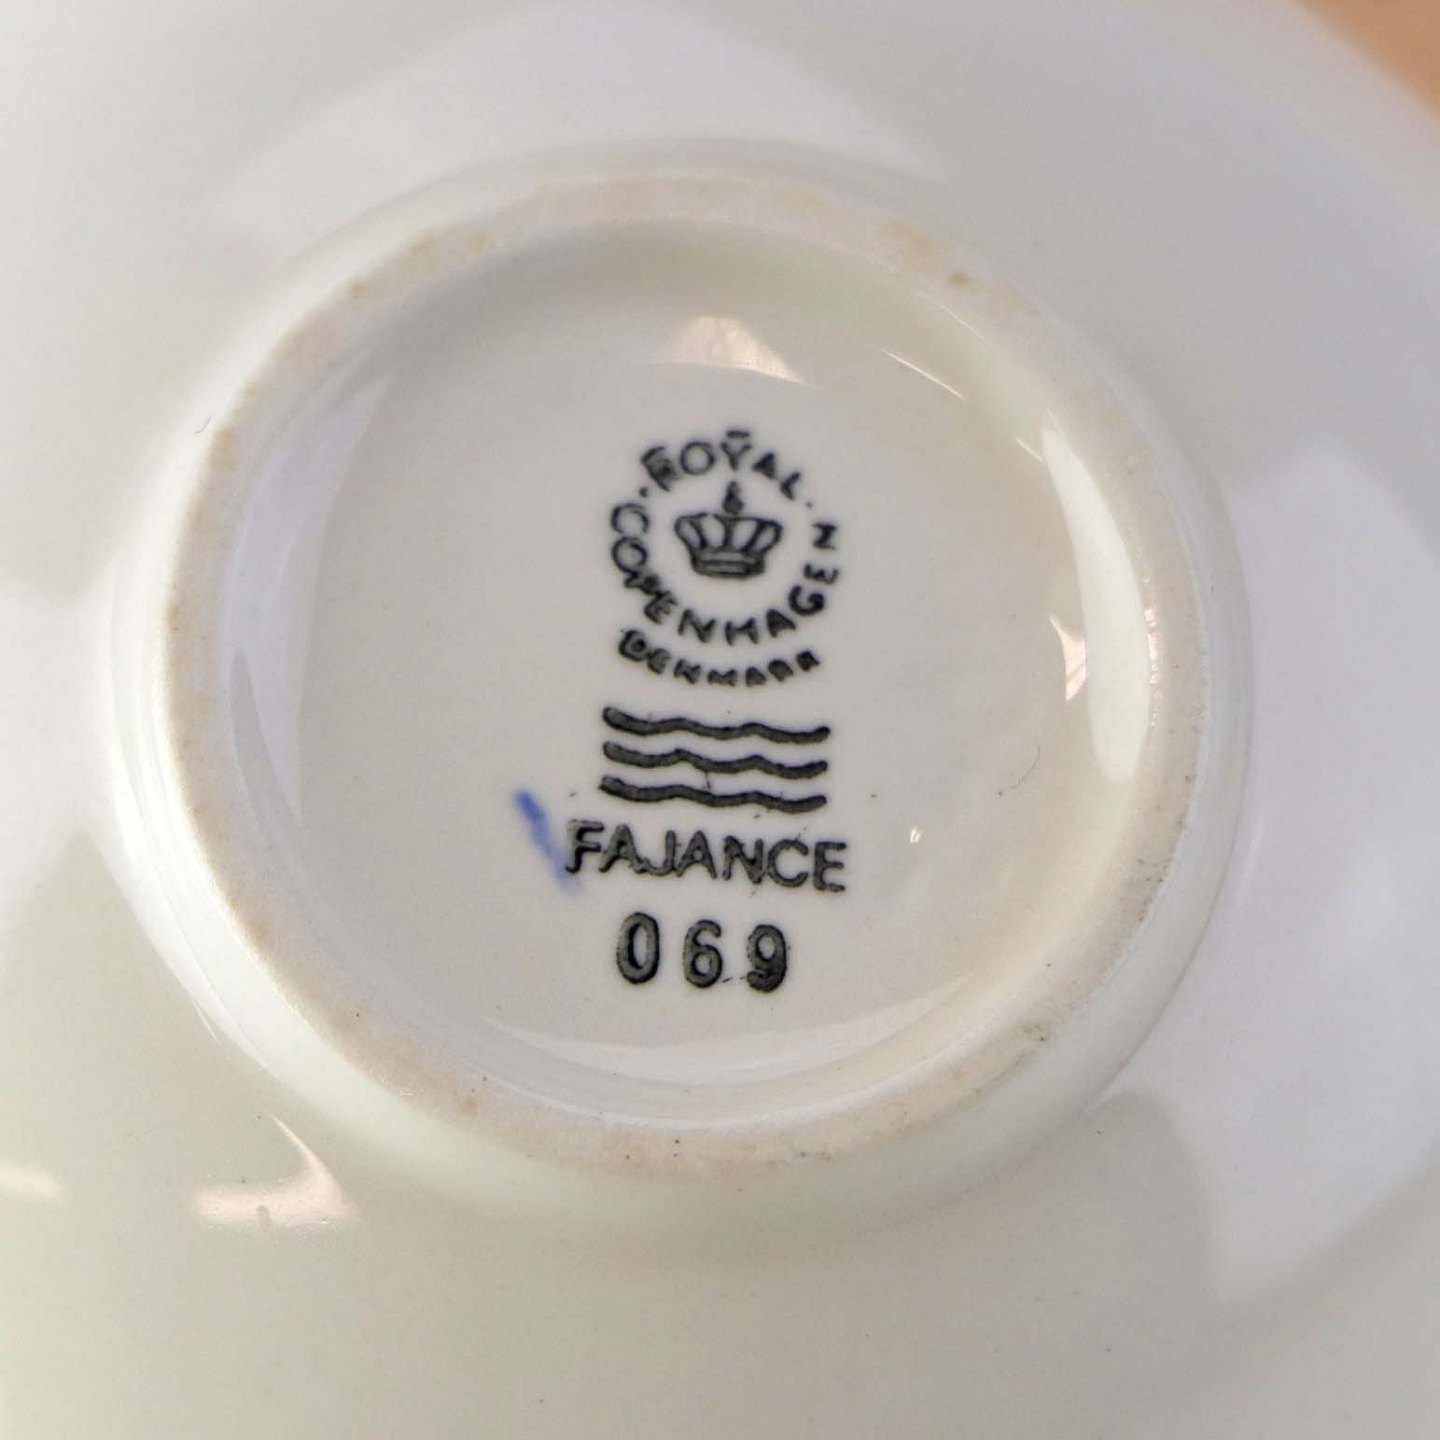 ROYAL
COPENHAGEN
DENMARK
FAJANCE
069